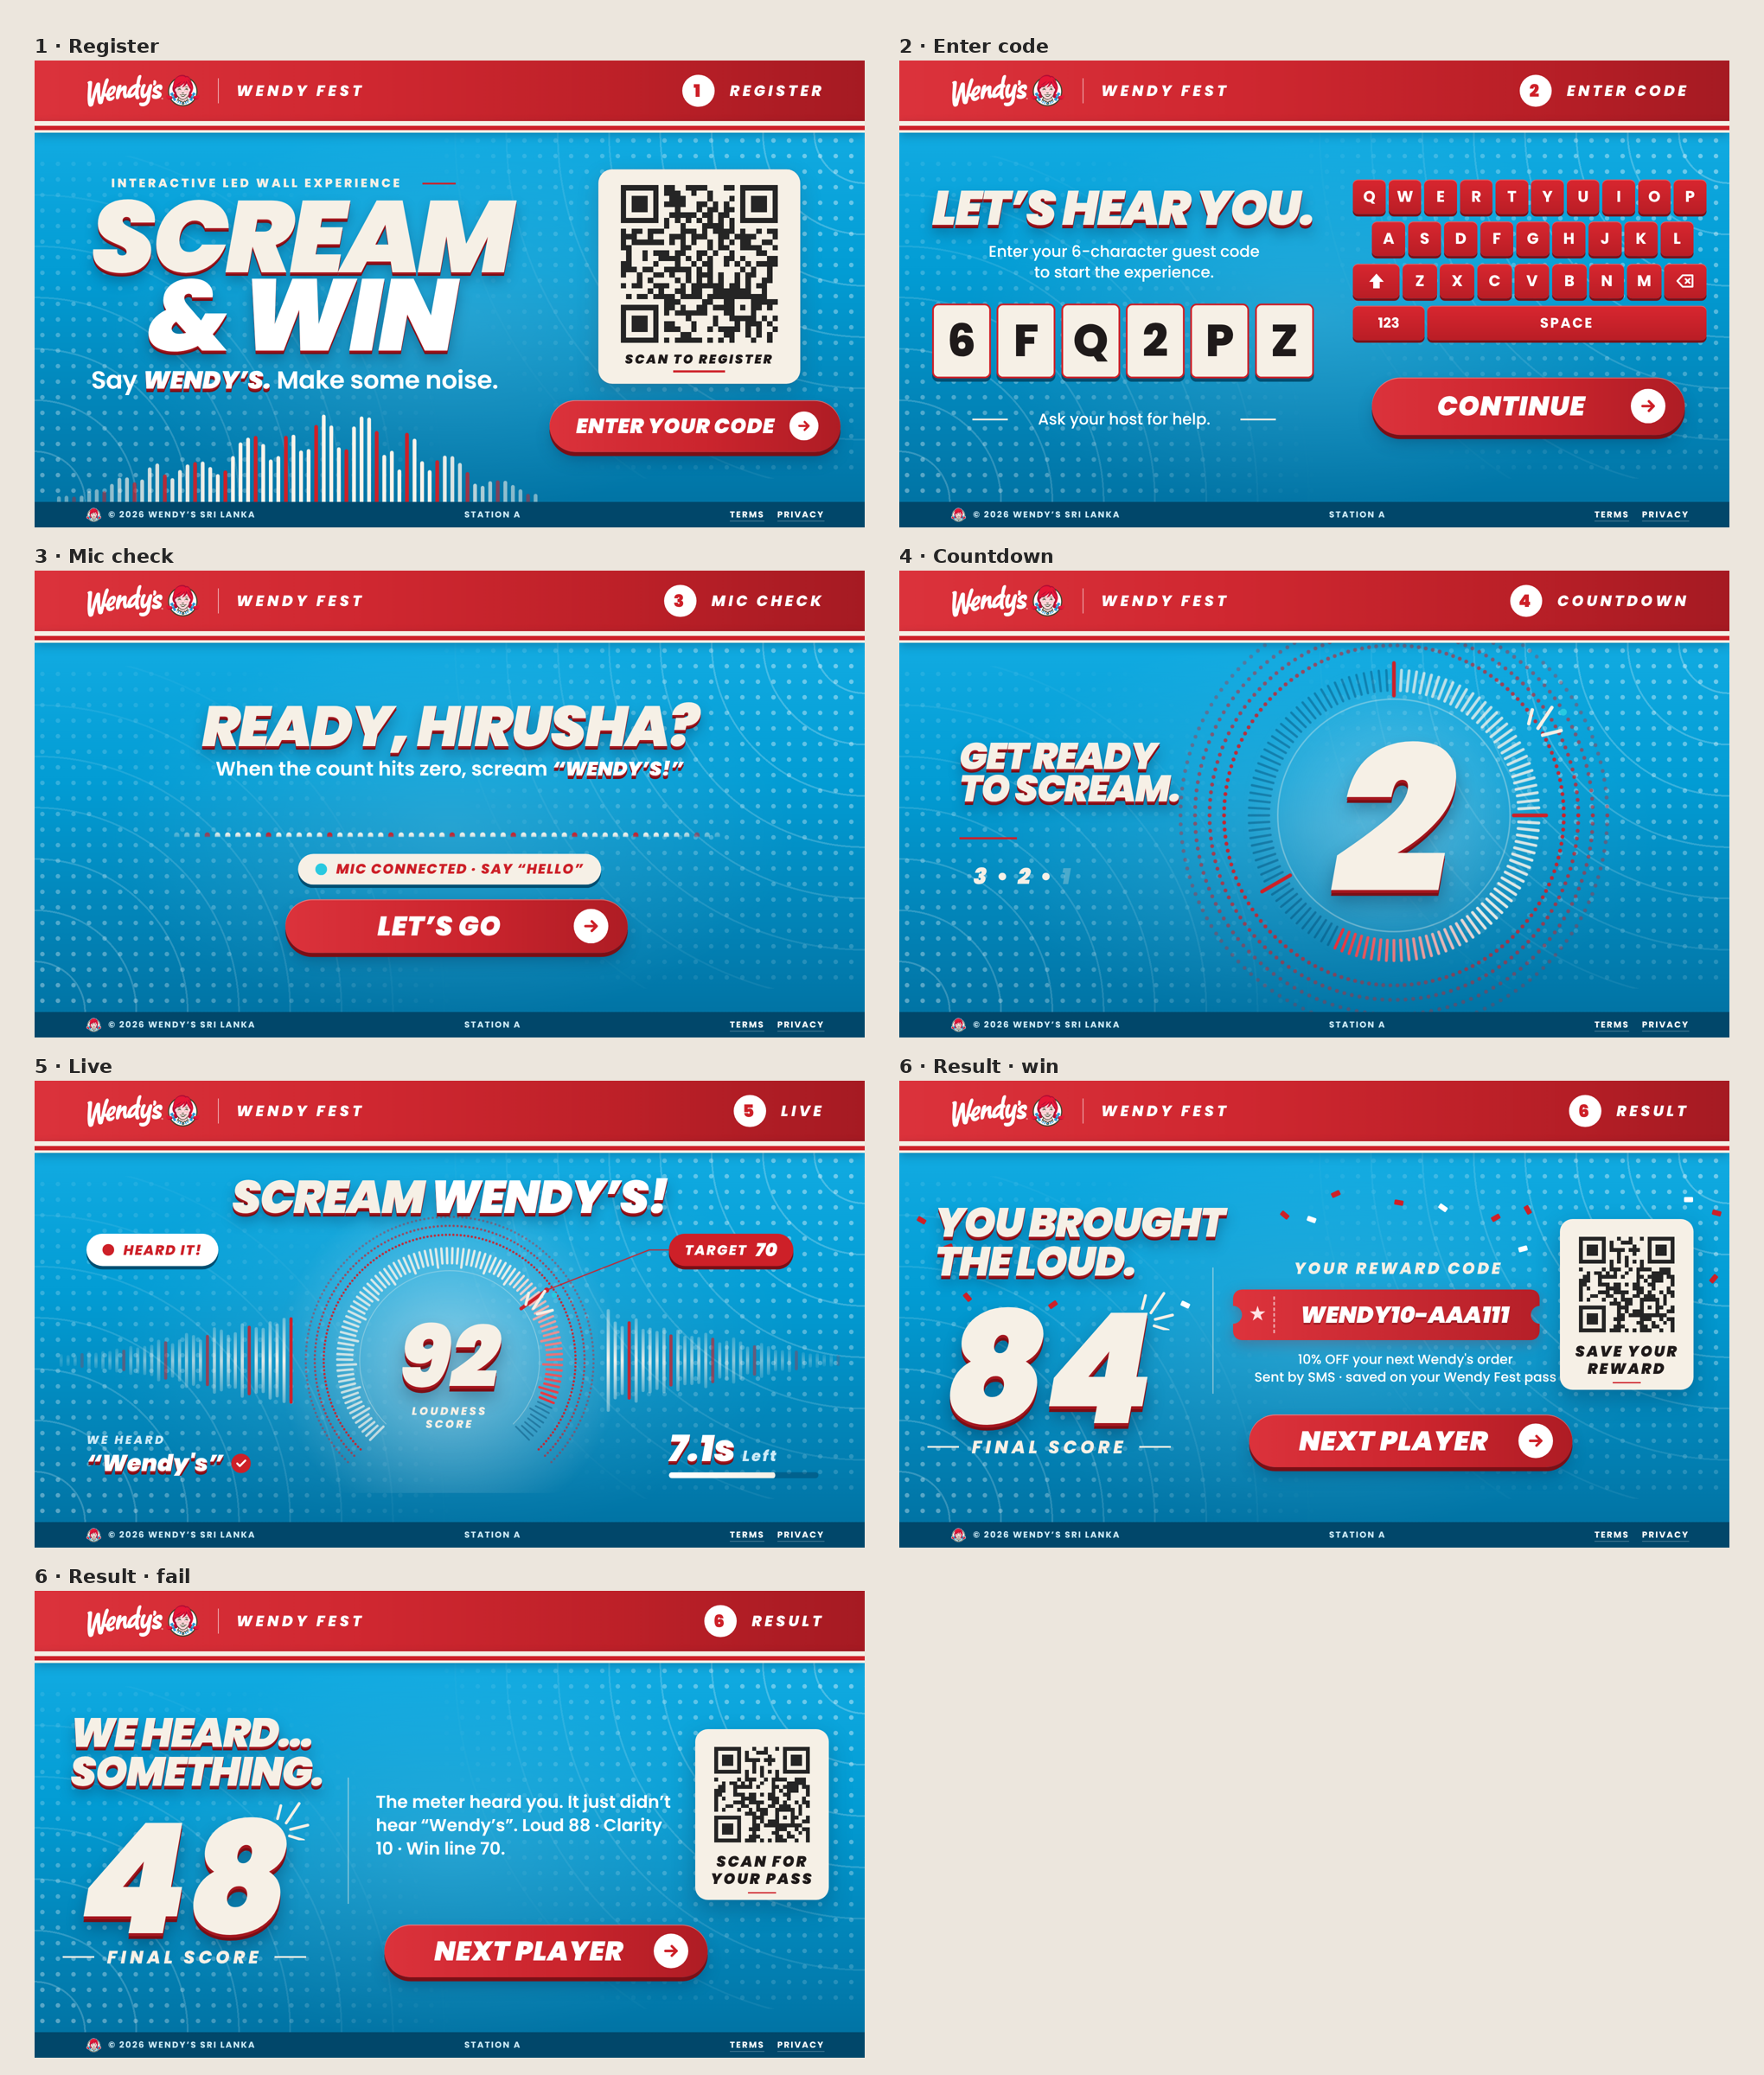 1 · Register
Wendy's
WENDY FEST
1 REGISTER
INTERACTIVE LED WALL EXPERIENCE
SCREAM
& WIN
Say WENDY'S. Make some noise.
SCAN TO REGISTER
ENTER YOUR CODE
© 2026 WENDY'S SRI LANKA
STATION A
TERMS PRIVACY
2 · Enter code
Wendy's
WENDY FEST
2 ENTER CODE
LET'S HEAR YOU.
Enter your 6-character guest code
to start the experience.
6 F Q 2 P Z
Ask your host for help.
Q W E R T Y U I O P
A S D F G H J K L
Z X C V B N M
123 SPACE
CONTINUE
© 2026 WENDY'S SRI LANKA
STATION A
TERMS PRIVACY
3 · Mic check
Wendy's
WENDY FEST
3 MIC CHECK
READY, HIRUSHA?
When the count hits zero, scream “WENDY'S!”
MIC CONNECTED · SAY “HELLO”
LET'S GO
© 2026 WENDY'S SRI LANKA
STATION A
TERMS PRIVACY
4 · Countdown
Wendy's
WENDY FEST
4 COUNTDOWN
GET READY
TO SCREAM.
3 • 2 • 1
2
© 2026 WENDY'S SRI LANKA
STATION A
TERMS PRIVACY
5 · Live
Wendy's
WENDY FEST
5 LIVE
SCREAM WENDY'S!
HEARD IT!
TARGET 70
92
LOUDNESS
SCORE
WE HEARD
“Wendy's”
7.1s Left
© 2026 WENDY'S SRI LANKA
STATION A
TERMS PRIVACY
6 · Result · win
Wendy's
WENDY FEST
6 RESULT
YOU BROUGHT
THE LOUD.
84
FINAL SCORE
YOUR REWARD CODE
WENDY10-AAA111
10% OFF your next Wendy's order
Sent by SMS · saved on your Wendy Fest pass
SAVE YOUR
REWARD
NEXT PLAYER
© 2026 WENDY'S SRI LANKA
STATION A
TERMS PRIVACY
6 · Result · fail
Wendy's
WENDY FEST
6 RESULT
WE HEARD...
SOMETHING.
48
FINAL SCORE
The meter heard you. It just didn't
hear “Wendy's”. Loud 88 · Clarity
10 · Win line 70.
SCAN FOR
YOUR PASS
NEXT PLAYER
© 2026 WENDY'S SRI LANKA
STATION A
TERMS PRIVACY